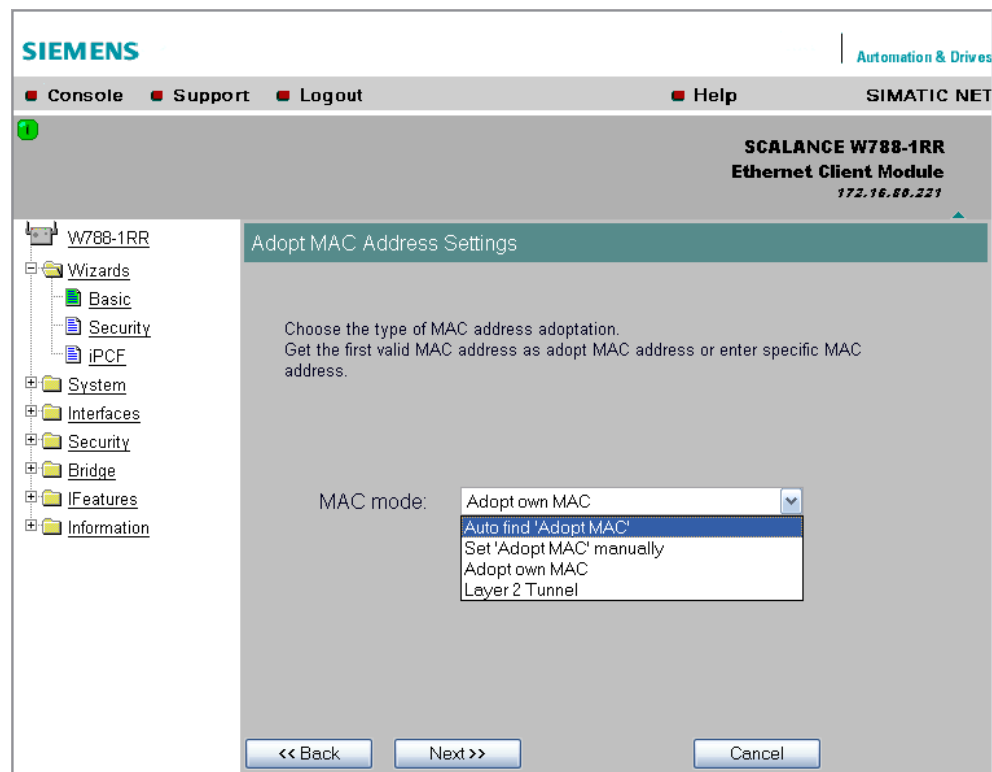 SIEMENS
Automation & Drives
Console Support Logout Help SIMATIC NET
SCALANCE W788-1RR
Ethernet Client Module
172.16.80.221
W788-1RR
Wizards
Basic
Security
iPCF
System
Interfaces
Security
Bridge
IFeatures
Information
Adopt MAC Address Settings
Choose the type of MAC address adoptation.
Get the first valid MAC address as adopt MAC address or enter specific MAC
address.
MAC mode: Adopt own MAC
Auto find 'Adopt MAC'
Set 'Adopt MAC' manually
Adopt own MAC
Layer 2 Tunnel
<< Back Next >> Cancel